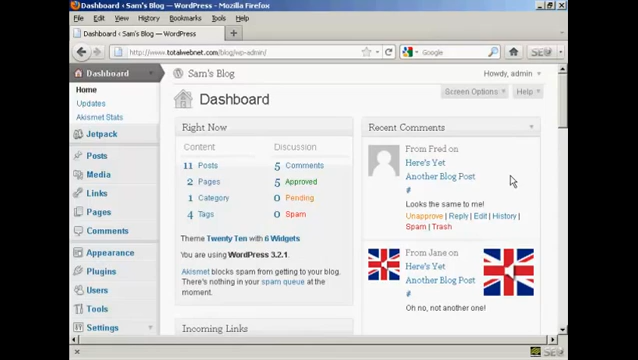 Dashboard ‹ Sam's Blog — WordPress - Mozilla Firefox
File Edit View History Bookmarks Tools Help
Dashboard ‹ Sam's Blog — WordPress
http://www.totalwebnet.com/blog/wp-admin/
Google
SEO
Dashboard
Home
Updates
Akismet Stats
Jetpack
Posts
Media
Links
Pages
Comments
Appearance
Plugins
Users
Tools
Settings
Sam's Blog
Howdy, admin
Screen Options
Help
Dashboard
Right Now
Content Discussion
11 Posts 5 Comments
2 Pages 5 Approved
1 Category 0 Pending
4 Tags 0 Spam
Theme Twenty Ten with 6 Widgets
You are using WordPress 3.2.1.
Akismet blocks spam from getting to your blog.
There's nothing in your spam queue at the
moment.
Incoming Links
Recent Comments
From Fred on
Here's Yet
Another Blog Post
#
Looks the same to me!
Unapprove | Reply | Edit | History |
Spam | Trash
From Jane on
Here's Yet
Another Blog Post
#
Oh no, not another one!
SEO